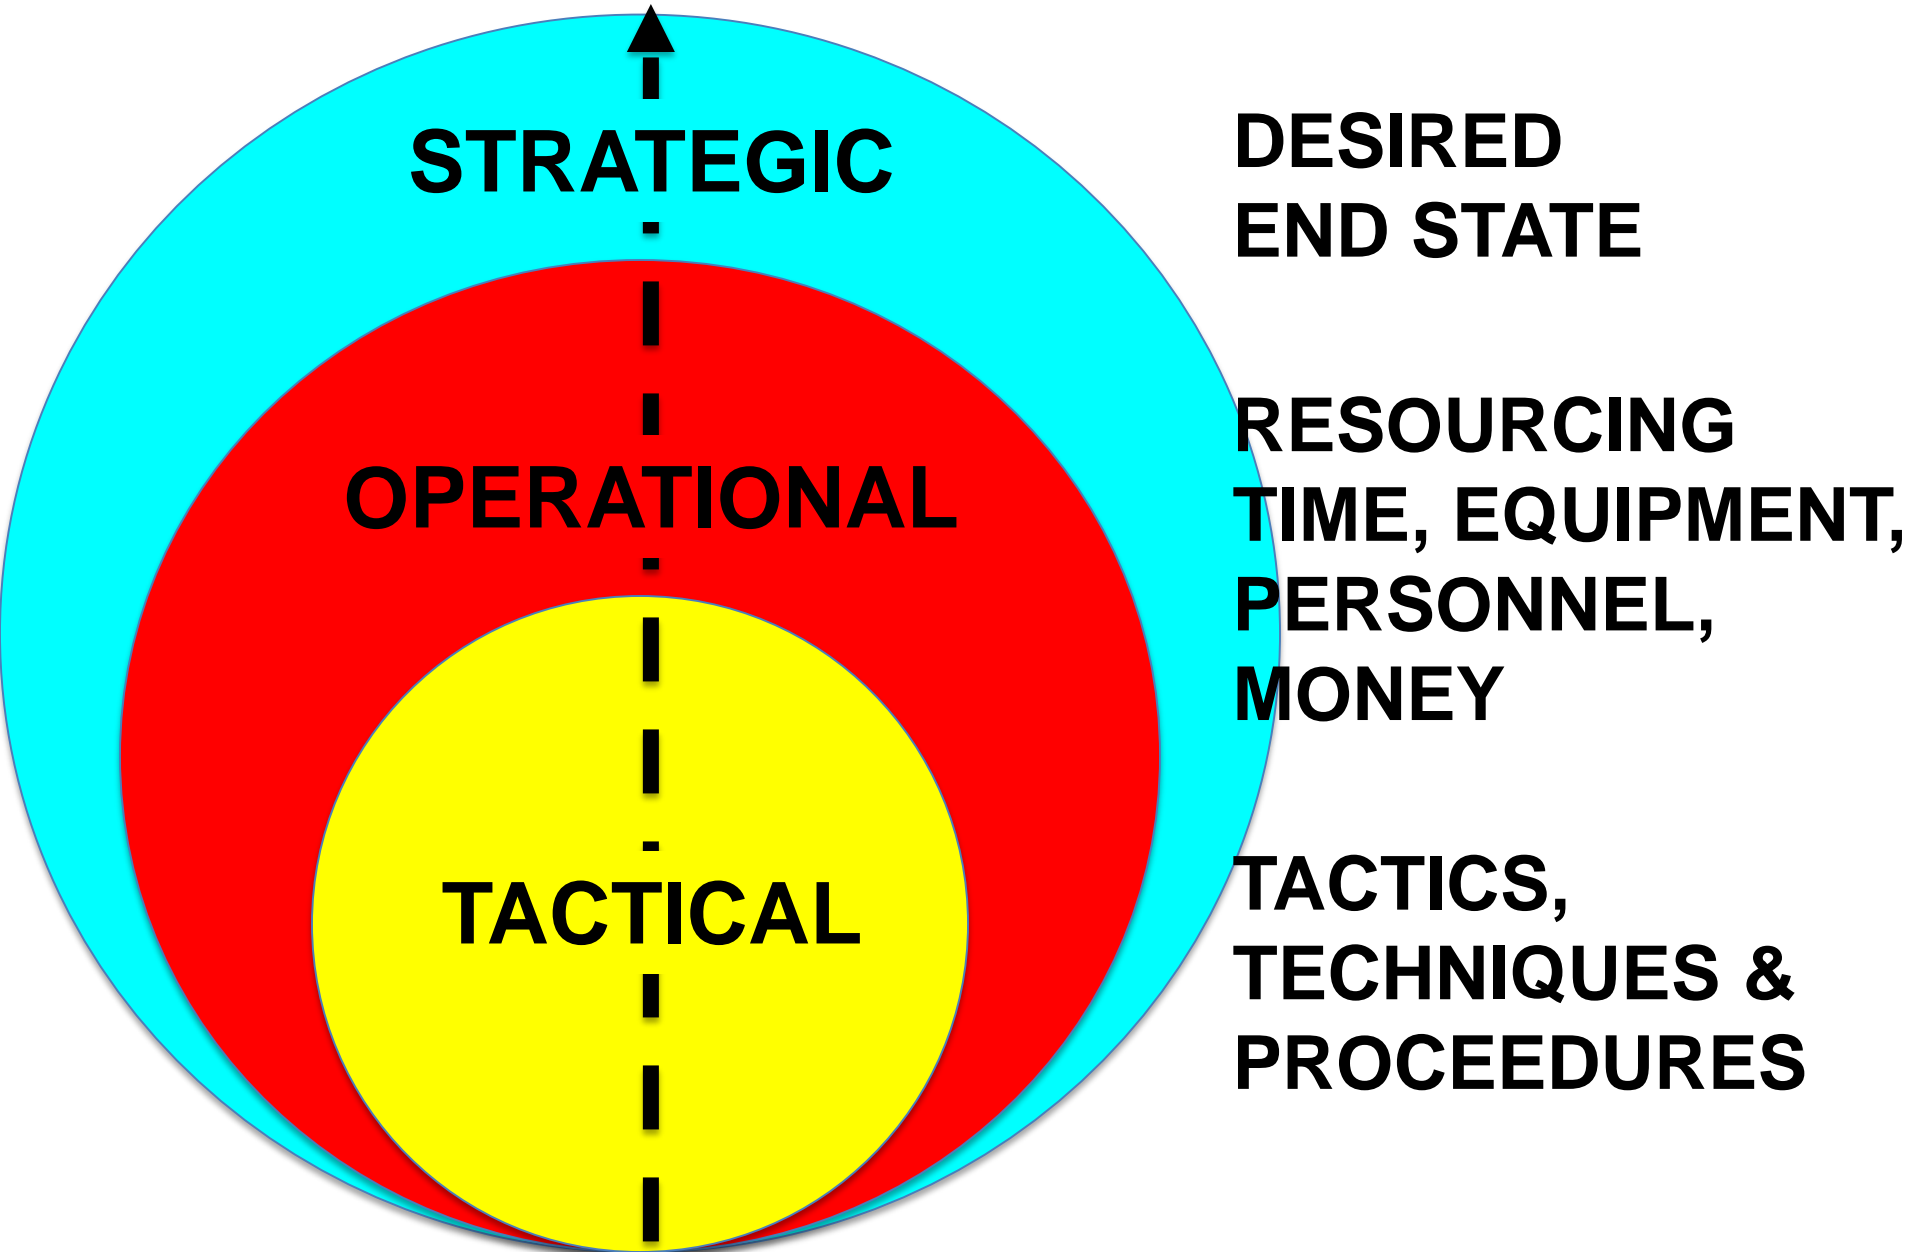 STRATEGIC
DESIRED
END STATE
OPERATIONAL
RESOURCING
TIME, EQUIPMENT,
PERSONNEL,
MONEY
TACTICAL
TACTICS,
TECHNIQUES &
PROCEEDURES